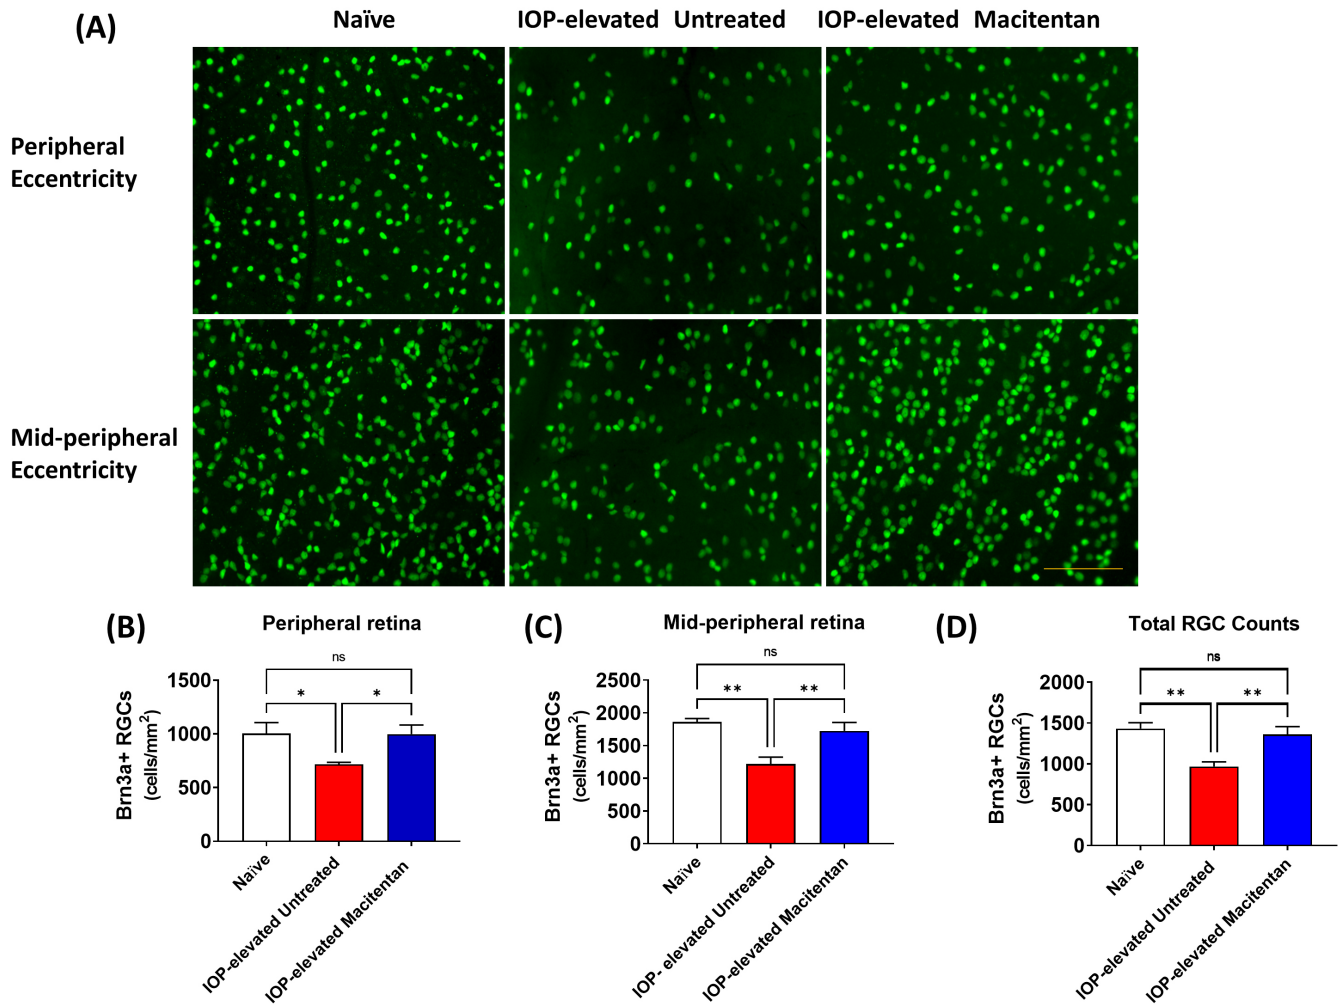 (A)
Naïve
IOP-elevated Untreated
IOP-elevated Macitentan
Peripheral
Eccentricity
Mid-peripheral
Eccentricity
(B)
Peripheral retina
ns
* *
Brn3a+ RGCs
(cells/mm²)
1500
1000
500
0
Naïve
IOP-elevated Untreated
IOP-elevated Macitentan
(C)
Mid-peripheral retina
ns
** **
Brn3a+ RGCs
(cells/mm²)
2500
2000
1500
1000
500
0
Naïve
IOP- elevated Untreated
IOP-elevated Macitentan
(D)
Total RGC Counts
ns
** **
Brn3a+ RGCs
(cells/mm²)
2000
1500
1000
500
0
Naïve
IOP-elevated Untreated
IOP-elevated Macitentan